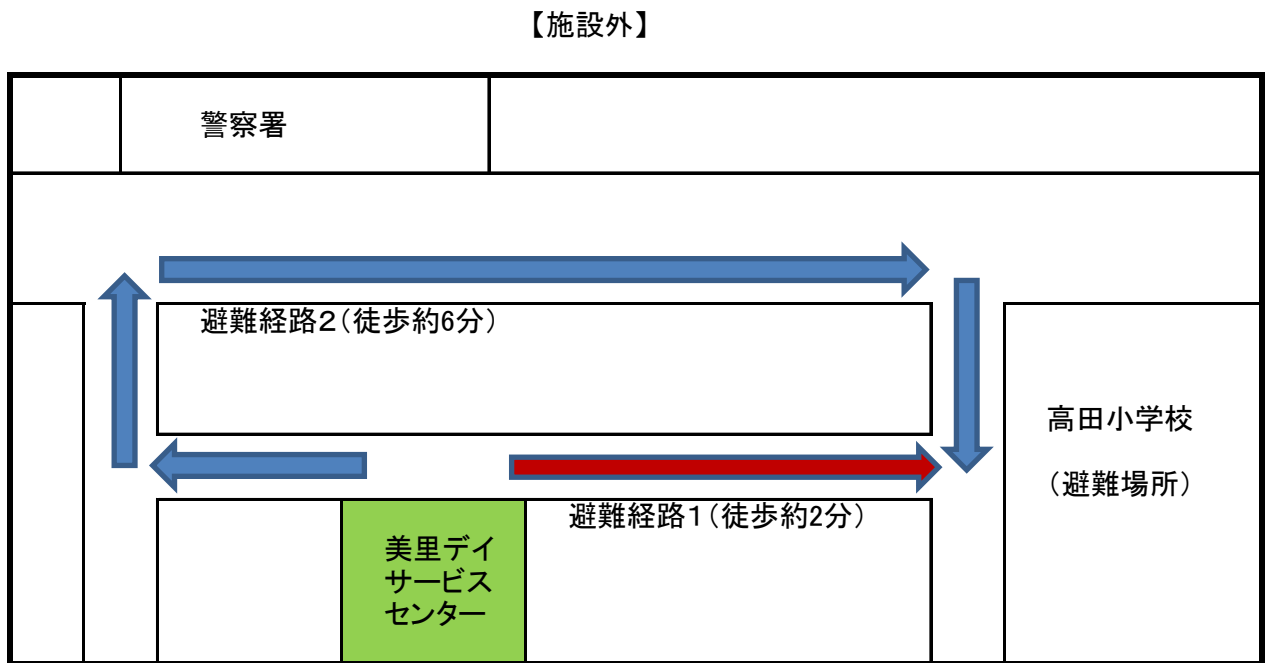 【施設外】
警察署
避難経路２（徒歩約6分）
高田小学校
（避難場所）
避難経路１（徒歩約2分）
美里デイ
サービス
センター